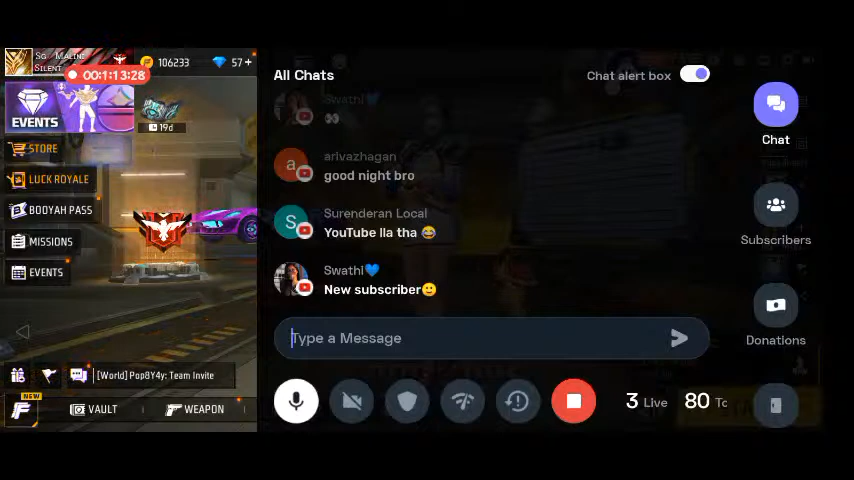 SG MALINI
SILENT
00:1:13:28
106233
57+
EVENTS
19d
STORE
LUCK ROYALE
BOOYAH PASS
MISSIONS
EVENTS
[World] Pop8Y4y: Team Invite
NEW
VAULT
WEAPON
All Chats
Chat alert box
Swathi💙
👀
arivazhagan
good night bro
Surenderan Local
YouTube lla tha 😂
Swathi💙
New subscriber🙂
Type a Message
3 Live
80 To
Chat
Subscribers
Donations